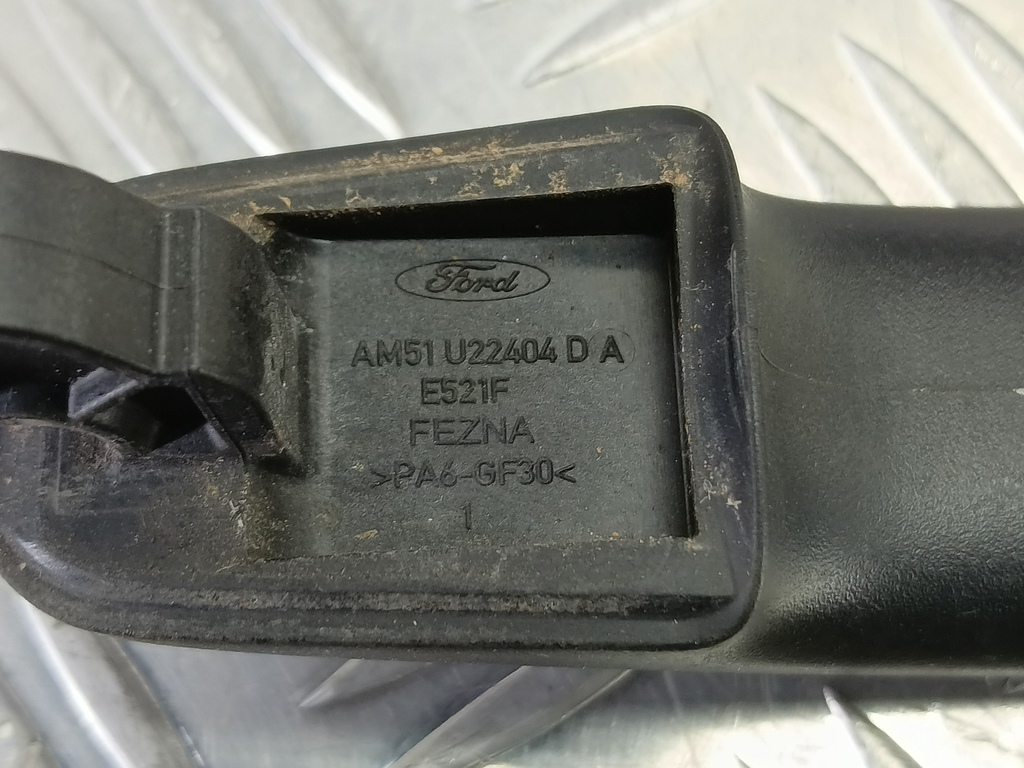 Ford
AM51 U22404 D A
E521F
FEZNA
>PA6-GF30<
1